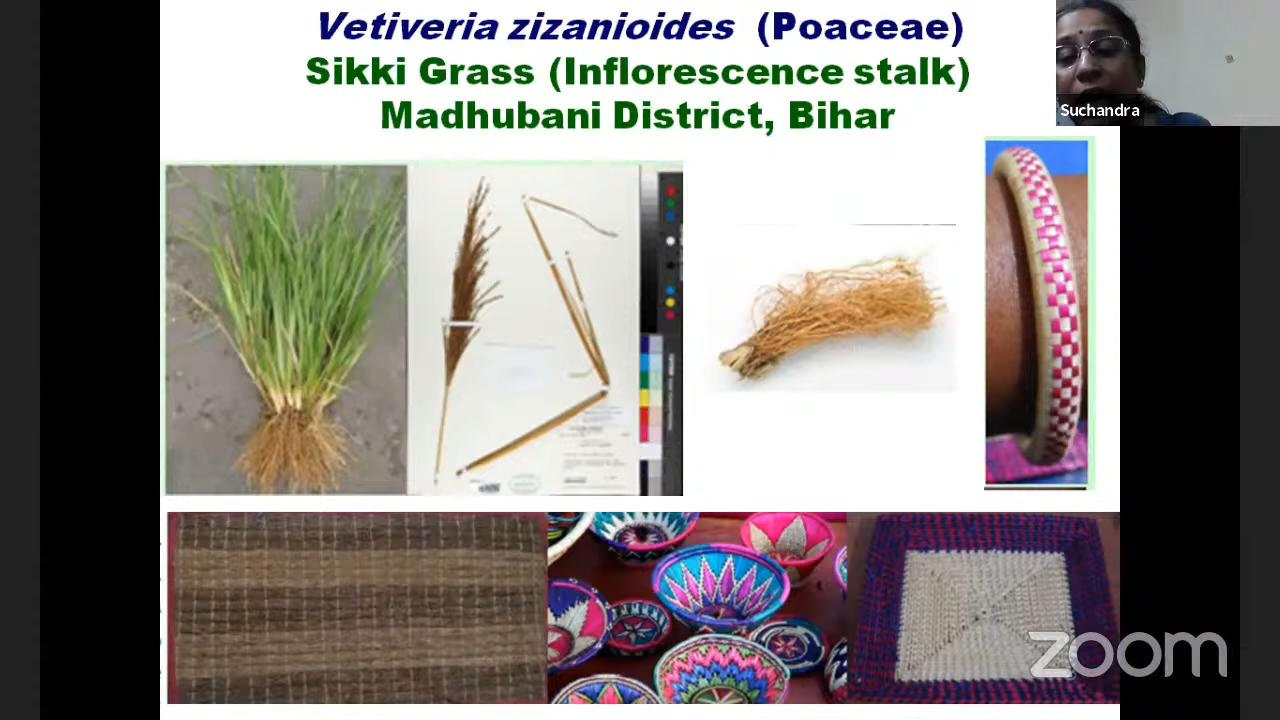 Vetiveria zizanioides (Poaceae)
Sikki Grass (Inflorescence stalk)
Madhubani District, Bihar
Suchandra
zoom